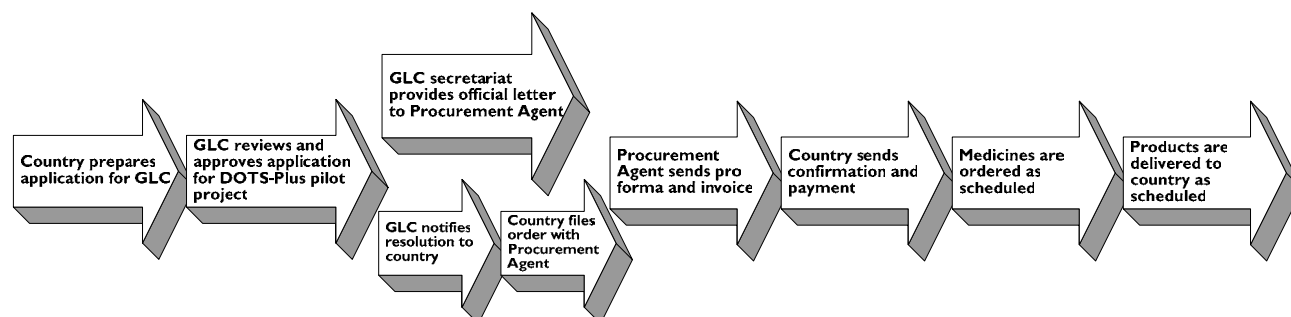 Country prepares
application for GLC
GLC reviews and
approves application
for DOTS-Plus pilot
project
GLC secretariat
provides official letter
to Procurement Agent
GLC notifies
resolution to
country
Country files
order with
Procurement
Agent
Procurement
Agent sends pro
forma and invoice
Country sends
confirmation and
payment
Medicines are
ordered as
scheduled
Products are
delivered to
country as
scheduled